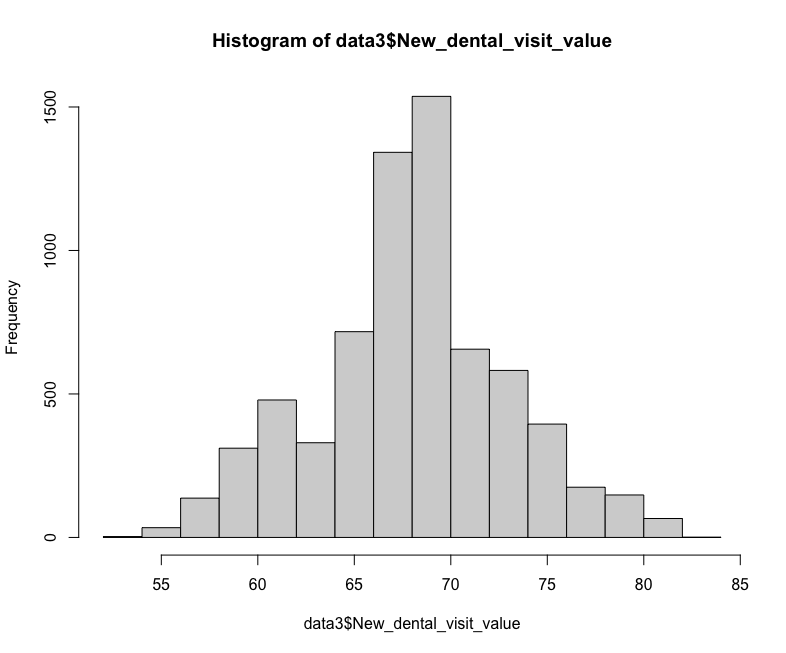 Histogram of data3$New_dental_visit_value
Frequency
1500
1000
500
0
55 60 65 70 75 80 85
data3$New_dental_visit_value